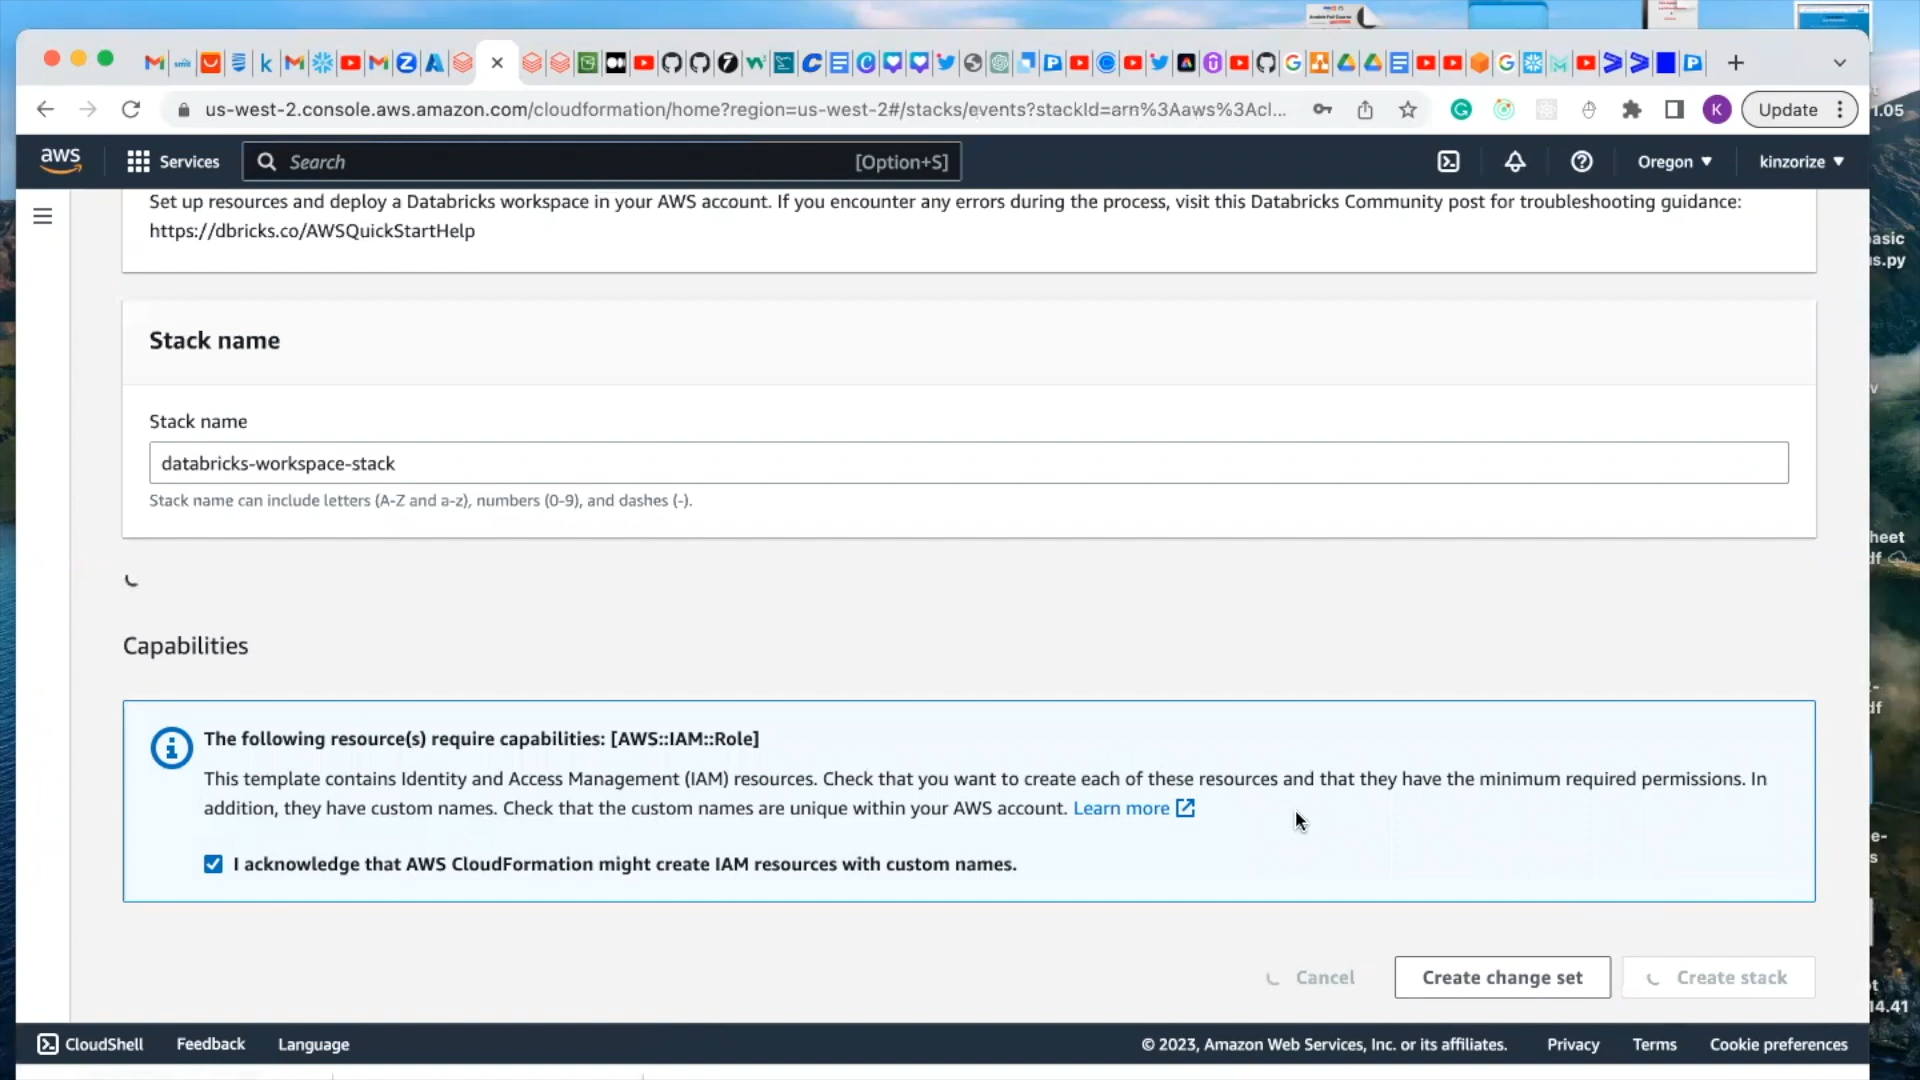 us-west-2.console.aws.amazon.com/cloudformation/home?region=us-west-2#/stacks/events?stackId=arn%3Aaws%3Acl...
Update
1.05
aws
Services
Search
[Option+S]
Oregon
kinzorize
Set up resources and deploy a Databricks workspace in your AWS account. If you encounter any errors during the process, visit this Databricks Community post for troubleshooting guidance:
https://dbricks.co/AWSQuickStartHelp
Stack name
Stack name
databricks-workspace-stack
Stack name can include letters (A-Z and a-z), numbers (0-9), and dashes (-).
Capabilities
The following resource(s) require capabilities: [AWS::IAM::Role]
This template contains Identity and Access Management (IAM) resources. Check that you want to create each of these resources and that they have the minimum required permissions. In
addition, they have custom names. Check that the custom names are unique within your AWS account. Learn more
I acknowledge that AWS CloudFormation might create IAM resources with custom names.
Cancel
Create change set
Create stack
14.41
CloudShell
Feedback
Language
© 2023, Amazon Web Services, Inc. or its affiliates.
Privacy
Terms
Cookie preferences